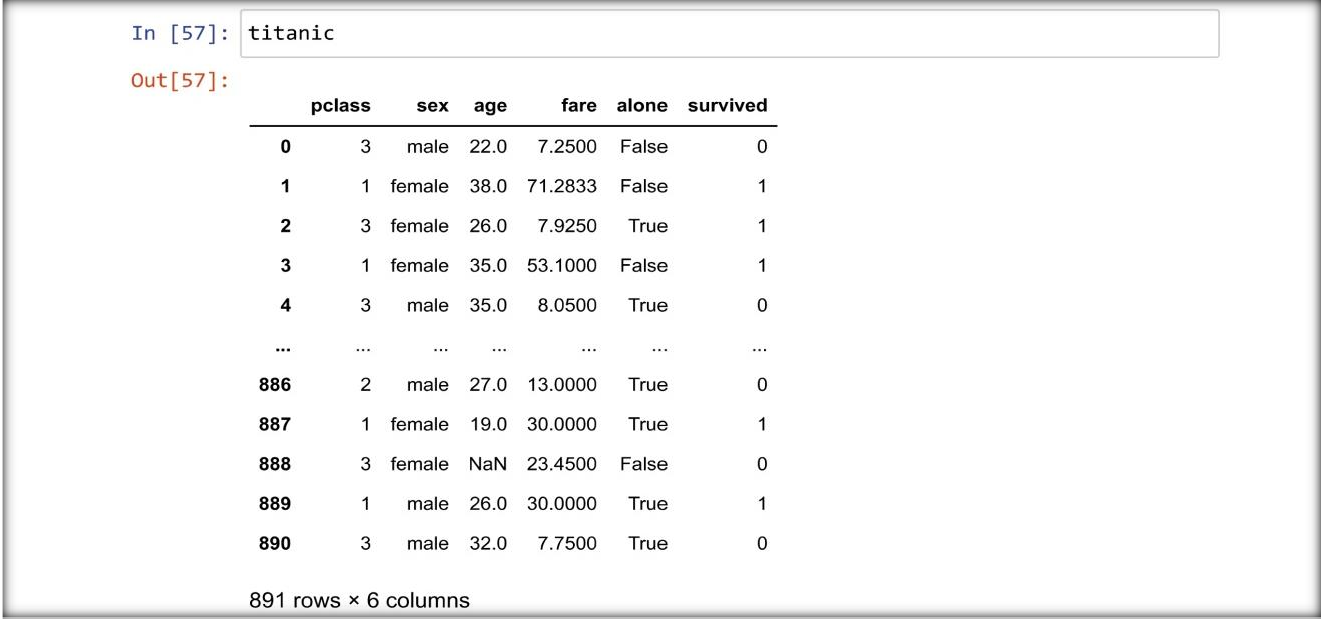 In [57]: titanic
Out[57]:
pclass sex age fare alone survived
0 3 male 22.0 7.2500 False 0
1 1 female 38.0 71.2833 False 1
2 3 female 26.0 7.9250 True 1
3 1 female 35.0 53.1000 False 1
4 3 male 35.0 8.0500 True 0
... ... ... ... ... ... ...
886 2 male 27.0 13.0000 True 0
887 1 female 19.0 30.0000 True 1
888 3 female NaN 23.4500 False 0
889 1 male 26.0 30.0000 True 1
890 3 male 32.0 7.7500 True 0
891 rows × 6 columns